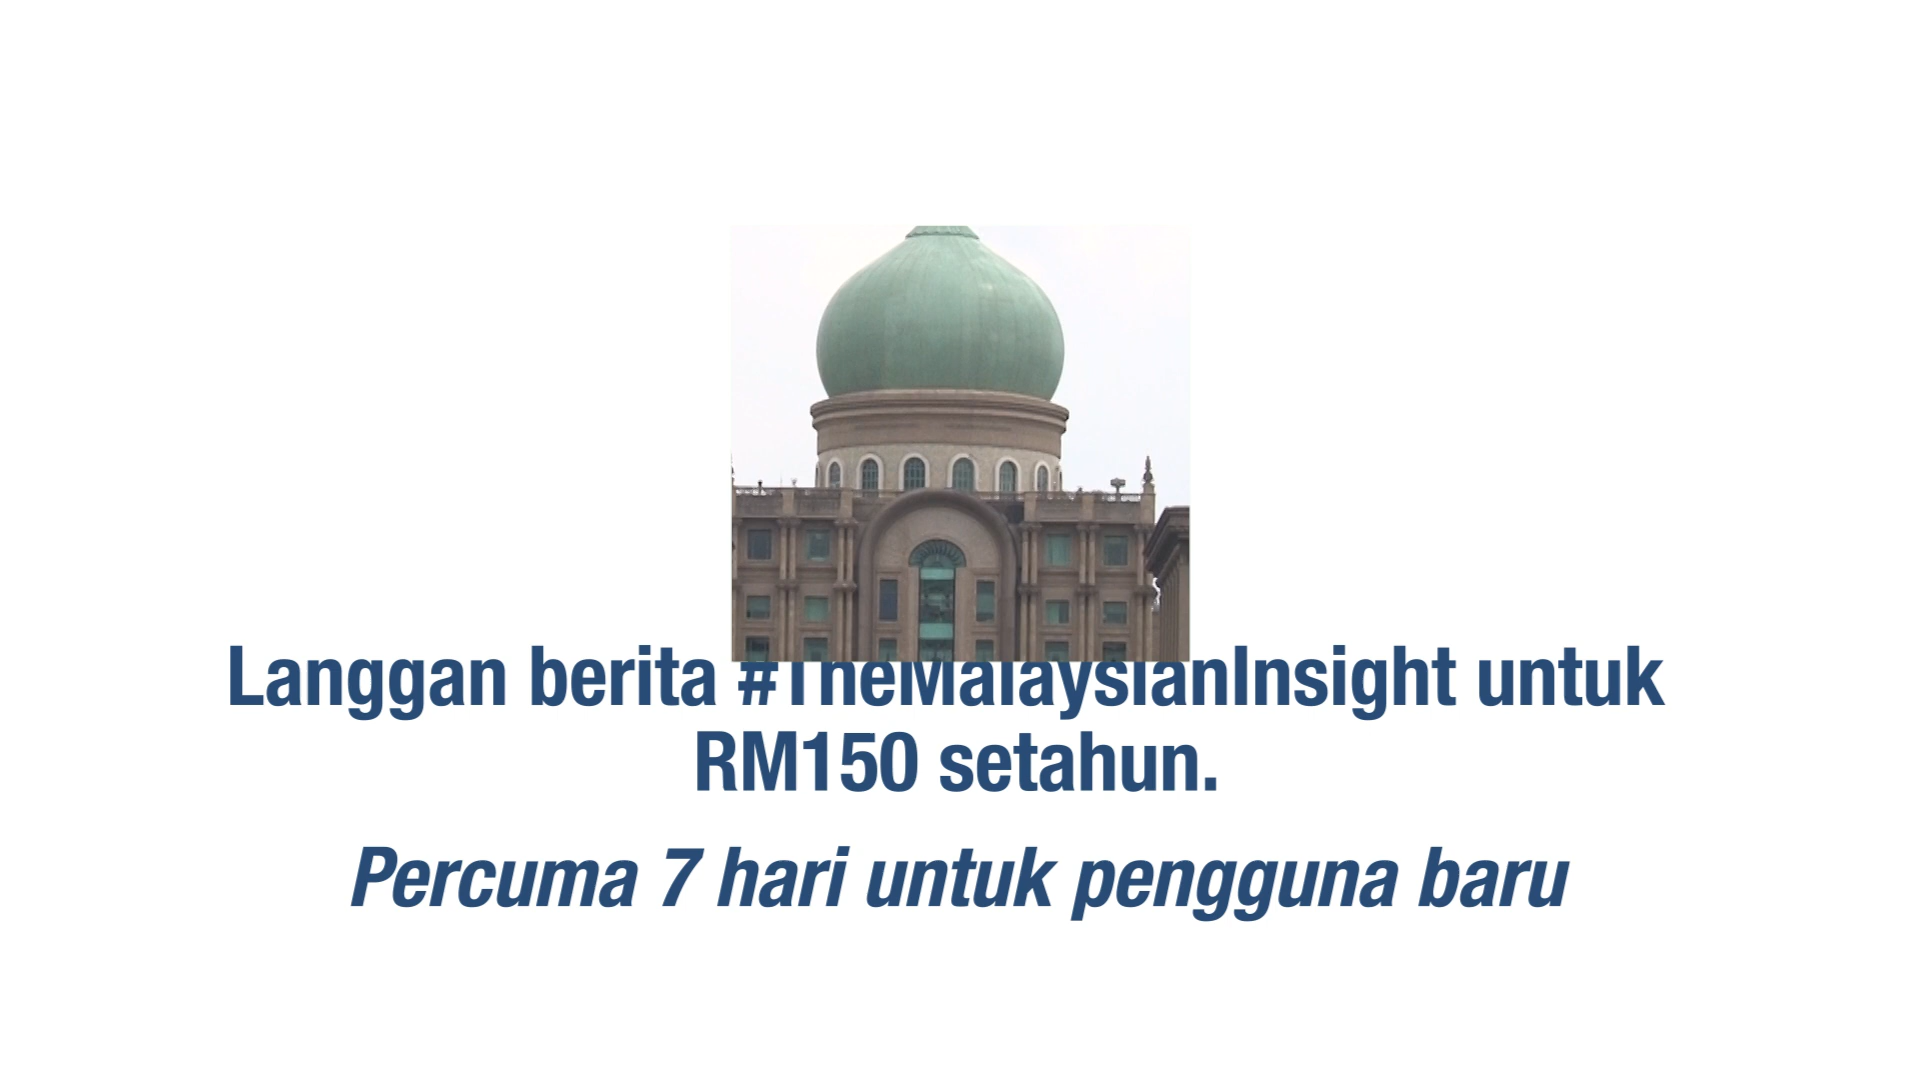 Langgan berita #TheMalaysianInsight untuk
RM150 setahun.
Percuma 7 hari untuk pengguna baru